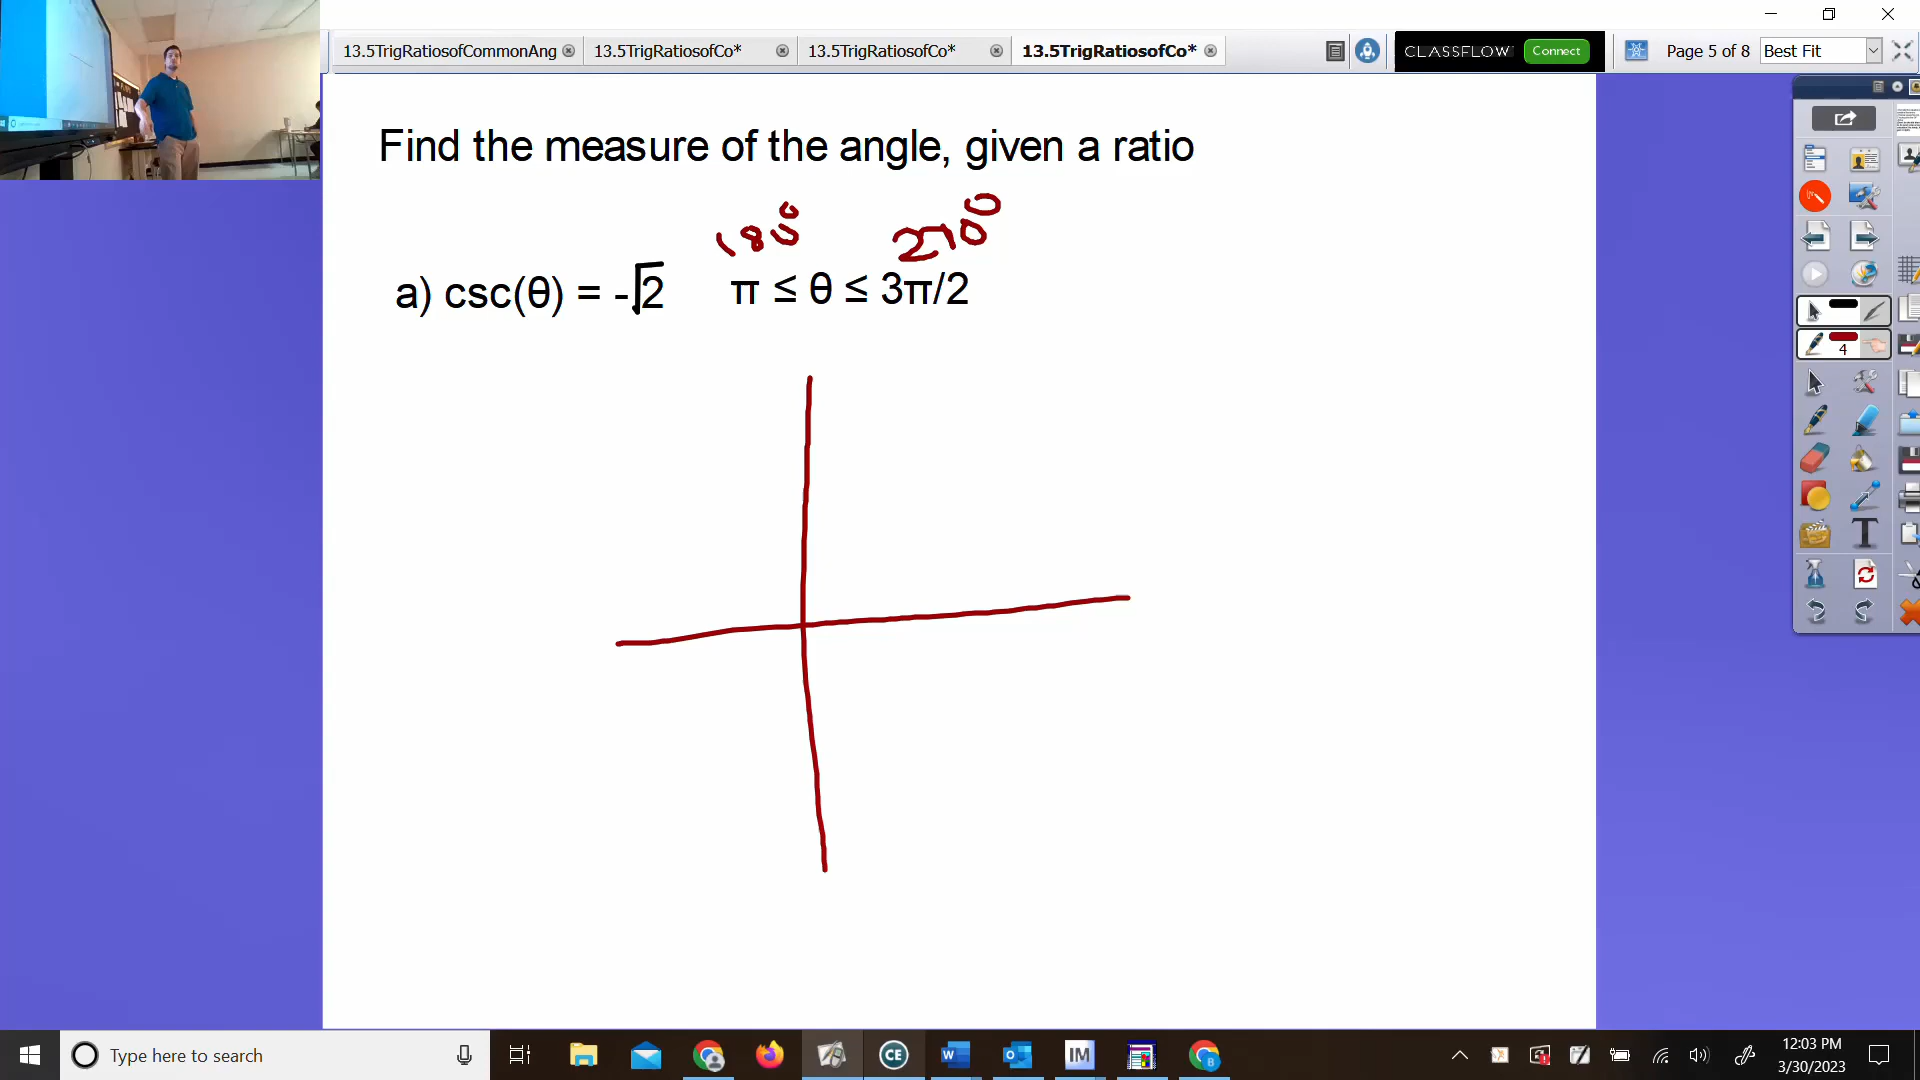 13.5TrigRatiosofCommonAng
13.5TrigRatiosofCo*
13.5TrigRatiosofCo*
13.5TrigRatiosofCo*
CLASSFLOW Connect
Page 5 of 8
Best Fit
Find the measure of the angle, given a ratio
180° 270°
a) csc(θ) = -√2 π ≤ θ ≤ 3π/2
4
T
Type here to search
CE
W
IM
B
12:03 PM
3/30/2023